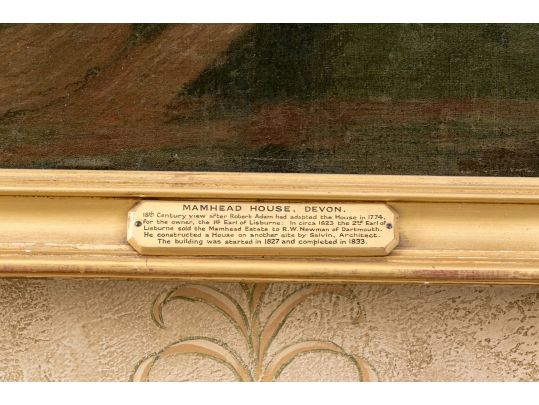 MAMHEAD HOUSE, DEVON.
18th Century view after Robert Adam had adapted the House in 1774,
for the owner, the 1st Earl of Lisburne: In circa 1823 the 2nd Earl of
Lisburne sold the Mamhead Estate to R.W. Newman of Dartmouth.
He constructed a House on another site by Salvin, Architect.
The building was started in 1827 and completed in 1833.